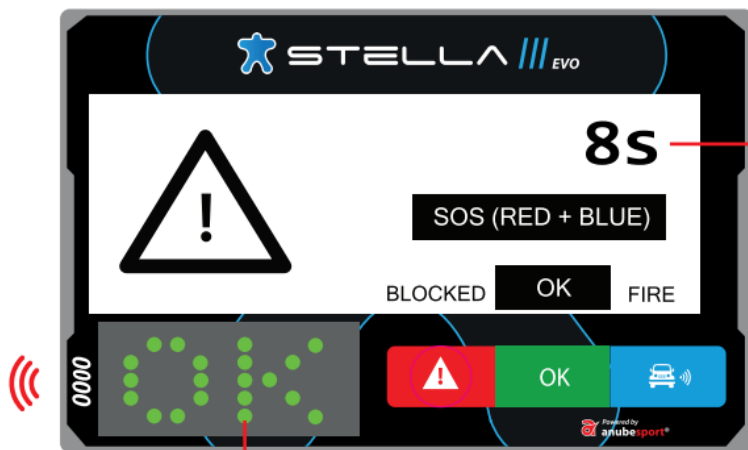 STELLA III EVO
8s
!
SOS (RED + BLUE)
BLOCKED OK FIRE
0000
OK
! OK
Powered by
anubesport®